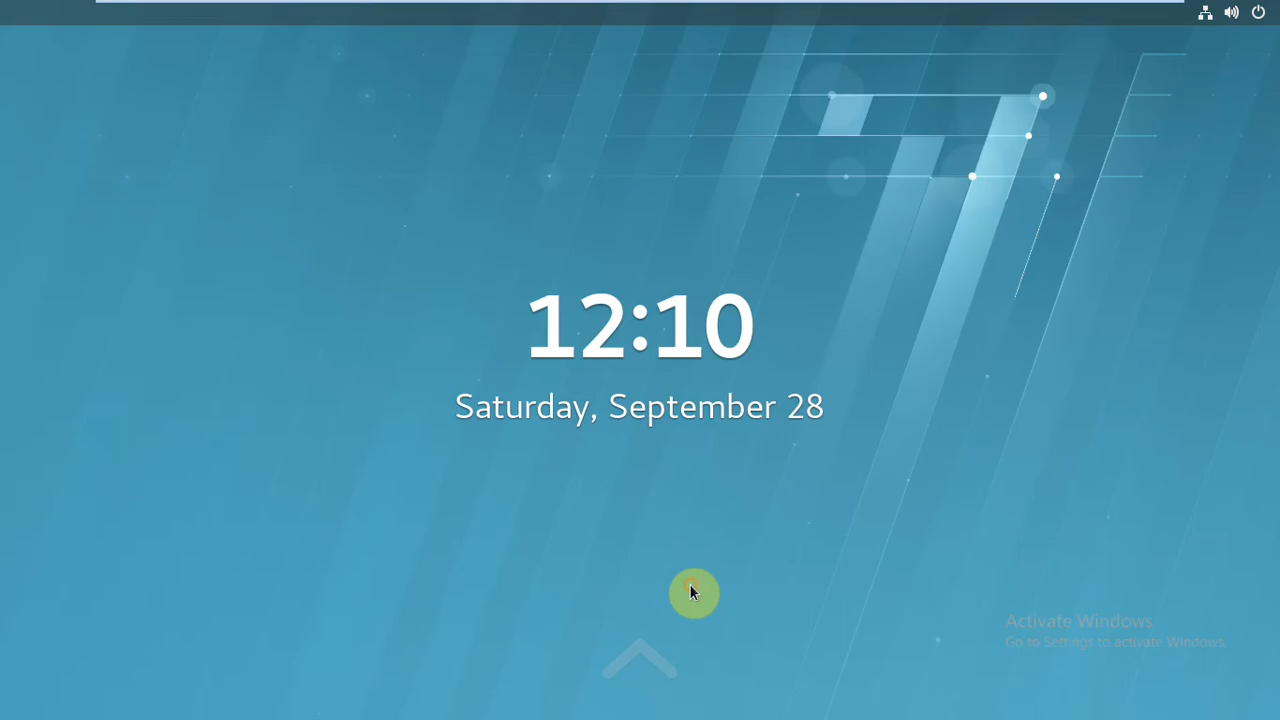 12:10
Saturday, September 28
Activate Windows
Go to Settings to activate Windows.